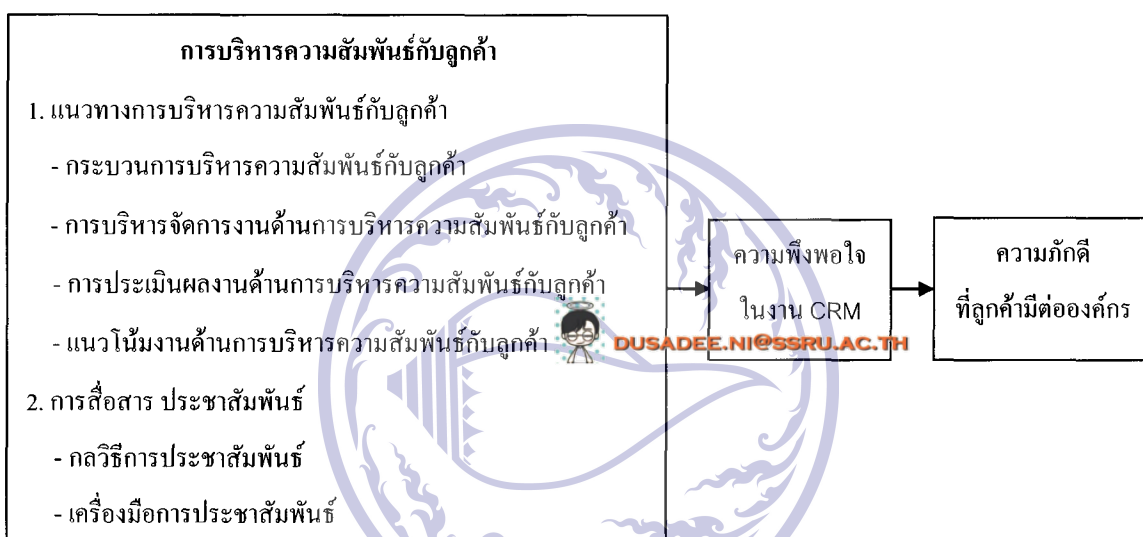 การบริหารความสัมพันธ์กับลูกค้า
1. แนวทางการบริหารความสัมพันธ์กับลูกค้า
- กระบวนการบริหารความสัมพันธ์กับลูกค้า
- การบริหารจัดการงานด้านการบริหารความสัมพันธ์กับลูกค้า
- การประเมินผลงานด้านการบริหารความสัมพันธ์กับลูกค้า
- แนวโน้มงานด้านการบริหารความสัมพันธ์กับลูกค้า
2. การสื่อสาร ประชาสัมพันธ์
- กลวิธีการประชาสัมพันธ์
- เครื่องมือการประชาสัมพันธ์
ความพึงพอใจ
ในงาน CRM
DUSADEE.NI@SSRU.AC.TH
ความภักดี
ที่ลูกค้ามีต่อองค์กร